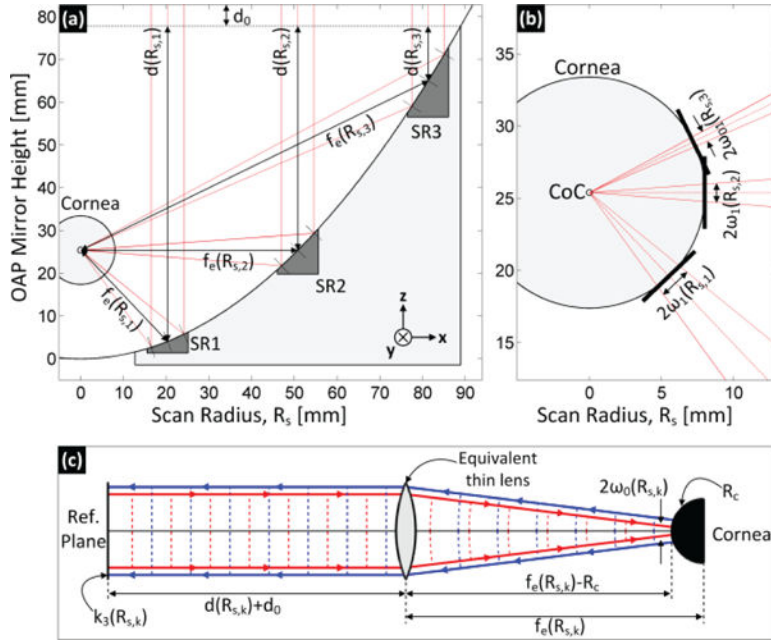 (a)
d₀
80
70
60
50
40
30
20
10
0
OAP Mirror Height [mm]
d(Rs,1)
d(Rs,2)
d(Rs,3)
fe(Rs,3)
SR3
Cornea
fe(Rs,2)
SR2
fe(Rs,1)
SR1
z
x
y
0 10 20 30 40 50 60 70 80 90
Scan Radius, Rs [mm]
(b)
35
30
25
20
15
Cornea
CoC
2ω01(Rs,3)
2ω1(Rs,2)
2ω1(Rs,1)
0 5 10
Scan Radius, Rs [mm]
(c)
Equivalent
thin lens
2ω0(Rs,k)
Rc
Ref.
Plane
Cornea
k3(Rs,k)
d(Rs,k)+d0
fe(Rs,k)-Rc
fe(Rs,k)